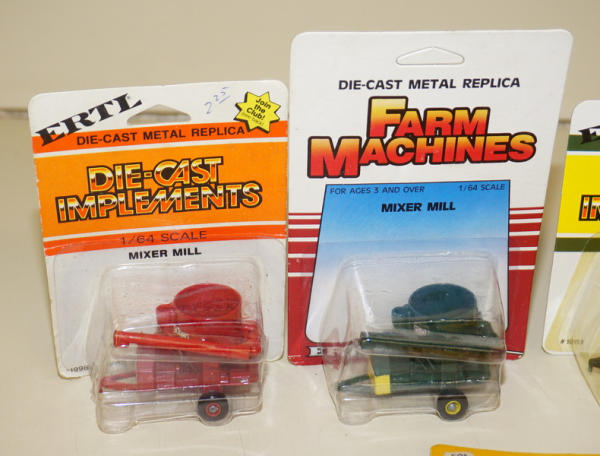 ERTL
2.25
Join
the
Club!
DIE-CAST METAL REPLICA
DIE-CAST
IMPLEMENTS
1/64 SCALE
MIXER MILL
DIE-CAST METAL REPLICA
FARM
MACHINES
FOR AGES 3 AND OVER
1/64 SCALE
MIXER MILL